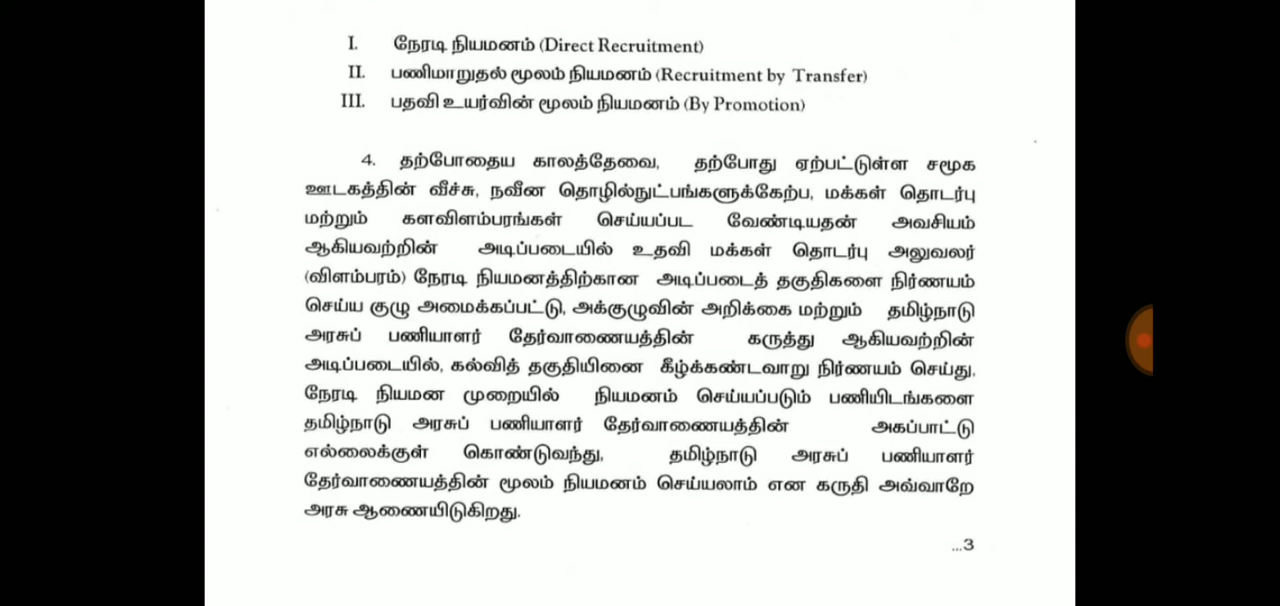 I. நேரடி நியமனம் (Direct Recruitment)
II. பணிமாறுதல் மூலம் நியமனம் (Recruitment by Transfer)
III. பதவி உயர்வின் மூலம் நியமனம் (By Promotion)
4. தற்போதைய காலத்தேவை, தற்போது ஏற்பட்டுள்ள சமூக
ஊடகத்தின் வீச்சு, நவீன தொழில்நுட்பங்களுக்கேற்ப, மக்கள் தொடர்பு
மற்றும் களவிளம்பரங்கள் செய்யப்பட வேண்டியதன் அவசியம்
ஆகியவற்றின் அடிப்படையில் உதவி மக்கள் தொடர்பு அலுவலர்
(விளம்பரம்) நேரடி நியமனத்திற்கான அடிப்படைத் தகுதிகளை நிர்ணயம்
செய்ய குழு அமைக்கப்பட்டு, அக்குழுவின் அறிக்கை மற்றும் தமிழ்நாடு
அரசுப் பணியாளர் தேர்வாணையத்தின் கருத்து ஆகியவற்றின்
அடிப்படையில், கல்வித் தகுதியினை கீழ்க்கண்டவாறு நிர்ணயம் செய்து,
நேரடி நியமன முறையில் நியமனம் செய்யப்படும் பணியிடங்களை
தமிழ்நாடு அரசுப் பணியாளர் தேர்வாணையத்தின் அகப்பாட்டு
எல்லைக்குள் கொண்டுவந்து, தமிழ்நாடு அரசுப் பணியாளர்
தேர்வாணையத்தின் மூலம் நியமனம் செய்யலாம் என கருதி அவ்வாறே
அரசு ஆணையிடுகிறது.
...3